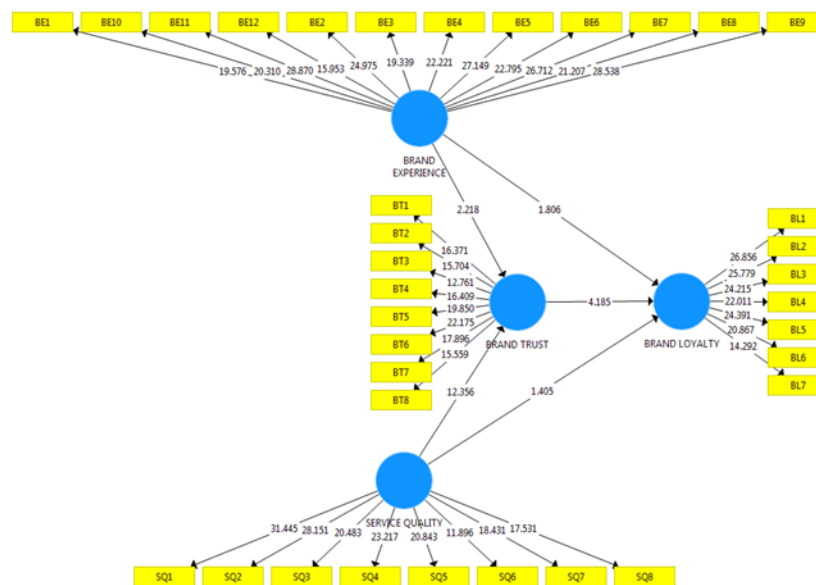 BE1 BE10 BE11 BE12 BE2 BE3 BE4 BE5 BE6 BE7 BE8 BE9
19.576 20.310 28.870 15.953 24.975 19.339 22.221 27.149 22.795 26.712 21.207 28.538
BRAND
EXPERIENCE
2.218 1.806
BT1
BT2
BT3
BT4
BT5
BT6
BT7
BT8
16.371
15.704
12.761
16.409
19.850
22.175
17.896
15.559
BRAND TRUST
4.185
BRAND LOYALTY
26.856
25.779
24.215
22.011
24.391
20.867
14.292
BL1
BL2
BL3
BL4
BL5
BL6
BL7
12.356 1.405
SERVICE QUALITY
31.445 28.151 20.483 23.217 20.843 11.896 18.431 17.531
SQ1 SQ2 SQ3 SQ4 SQ5 SQ6 SQ7 SQ8